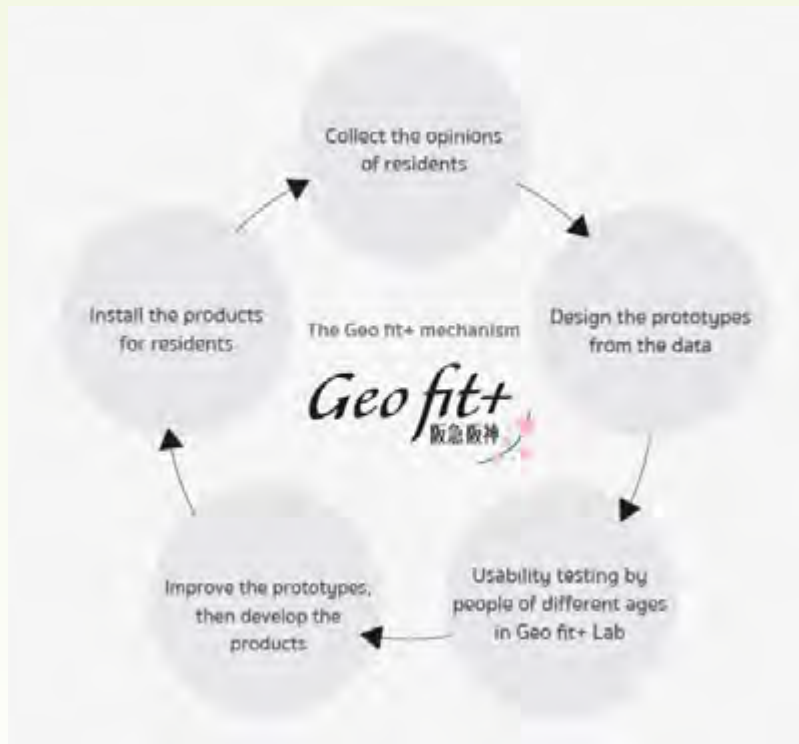 Collect the opinions
of residents
Design the prototypes
from the data
Usability testing by
people of different ages
in Geo fit+ Lab
Improve the prototypes,
then develop the
products
Install the products
for residents
The Geo fit+ mechanism
Geo fit+
阪急阪神